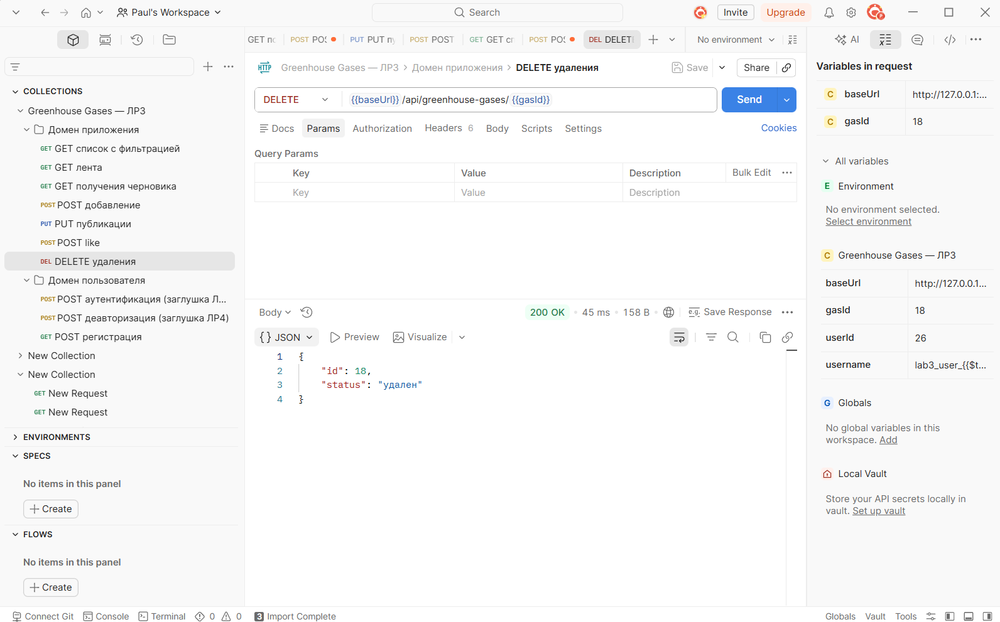 Paul's Workspace
Search
Invite
Upgrade
GET
POST
PUT
POST POST
GET
POST
DEL
No environment
AI
Greenhouse Gases — ЛР3 > Домен приложения > DELETE удаления
Save
Share
DELETE
{{baseUrl}} /api/greenhouse-gases/ {{gasId}}
Send
Docs
Params
Authorization
Headers 6
Body
Scripts
Settings
Cookies
Query Params
Key
Value
Description
Bulk Edit
Key
Value
Description
COLLECTIONS
Greenhouse Gases — ЛР3
Домен приложения
GET GET список с фильтрацией
GET GET лента
GET GET получения черновика
POST POST добавление
PUT PUT публикации
POST POST like
DEL DELETE удаления
Домен пользователя
POST POST аутентификация (заглушка Л...
POST POST деавторизация (заглушка ЛР4)
GET POST регистрация
New Collection
New Collection
GET New Request
GET New Request
ENVIRONMENTS
SPECS
No items in this panel
Create
FLOWS
No items in this panel
Create
Body
200 OK
45 ms
158 B
e.g. Save Response
{} JSON
Preview
Visualize
1 {
2 "id": 18,
3 "status": "удален"
4 }
Variables in request
C baseUrl http://127.0.0.1:...
C gasId 18
All variables
E Environment
No environment selected.
Select environment
C Greenhouse Gases — ЛР3
baseUrl http://127.0.0.1...
gasId 18
userId 26
username lab3_user_{{$t...
G Globals
No global variables in this
workspace. Add
Local Vault
Store your API secrets locally in
vault. Set up vault
Connect Git
Console
Terminal
0
0
3 Import Complete
Globals
Vault
Tools